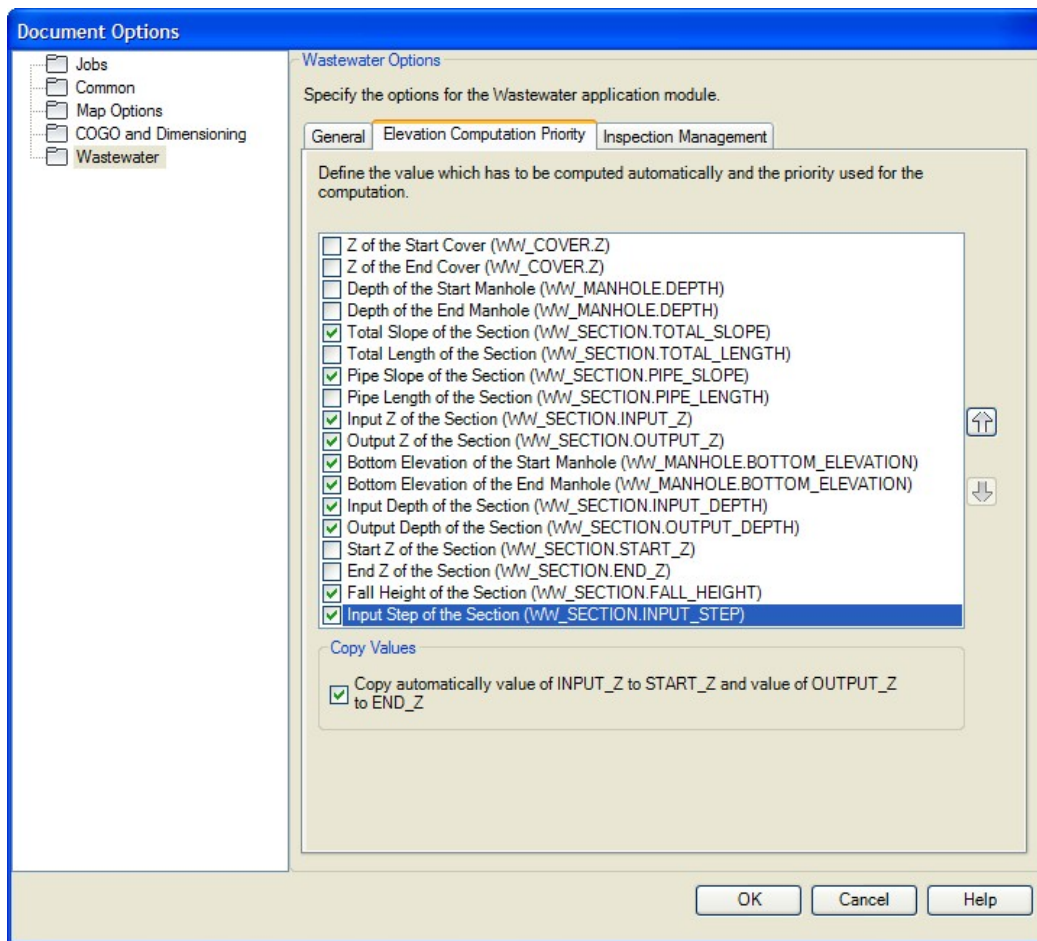 Document Options
Jobs
Common
Map Options
COGO and Dimensioning
Wastewater
Wastewater Options
Specify the options for the Wastewater application module.
General
Elevation Computation Priority
Inspection Management
Define the value which has to be computed automatically and the priority used for the
computation.
Z of the Start Cover (WW_COVER.Z)
Z of the End Cover (WW_COVER.Z)
Depth of the Start Manhole (WW_MANHOLE.DEPTH)
Depth of the End Manhole (WW_MANHOLE.DEPTH)
Total Slope of the Section (WW_SECTION.TOTAL_SLOPE)
Total Length of the Section (WW_SECTION.TOTAL_LENGTH)
Pipe Slope of the Section (WW_SECTION.PIPE_SLOPE)
Pipe Length of the Section (WW_SECTION.PIPE_LENGTH)
Input Z of the Section (WW_SECTION.INPUT_Z)
Output Z of the Section (WW_SECTION.OUTPUT_Z)
Bottom Elevation of the Start Manhole (WW_MANHOLE.BOTTOM_ELEVATION)
Bottom Elevation of the End Manhole (WW_MANHOLE.BOTTOM_ELEVATION)
Input Depth of the Section (WW_SECTION.INPUT_DEPTH)
Output Depth of the Section (WW_SECTION.OUTPUT_DEPTH)
Start Z of the Section (WW_SECTION.START_Z)
End Z of the Section (WW_SECTION.END_Z)
Fall Height of the Section (WW_SECTION.FALL_HEIGHT)
Input Step of the Section (WW_SECTION.INPUT_STEP)
Copy Values
Copy automatically value of INPUT_Z to START_Z and value of OUTPUT_Z
to END_Z
OK
Cancel
Help